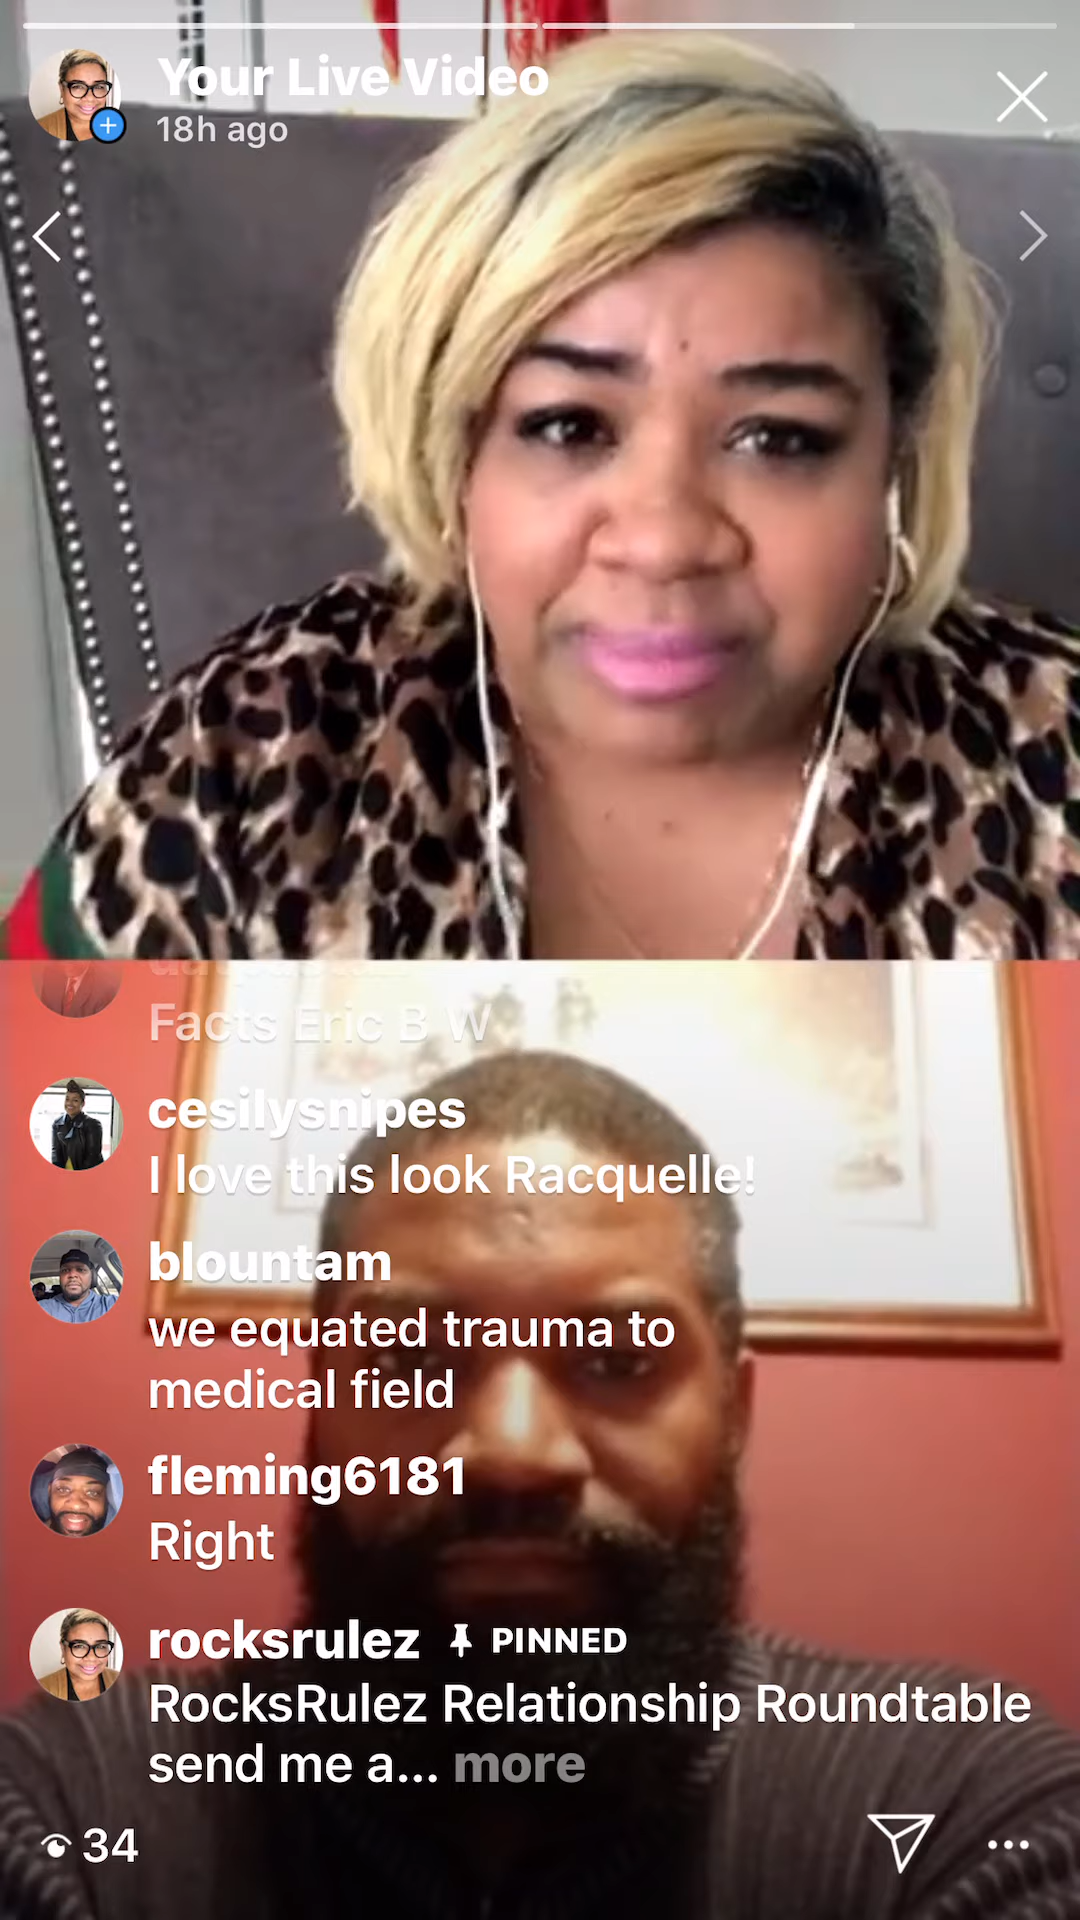 Your Live Video
18h ago
Facts Eric B W
cesilysnipes
I love this look Racquelle!
blountam
we equated trauma to
medical field
fleming6181
Right
rocksrulez PINNED
RocksRulez Relationship Roundtable
send me a... more
34